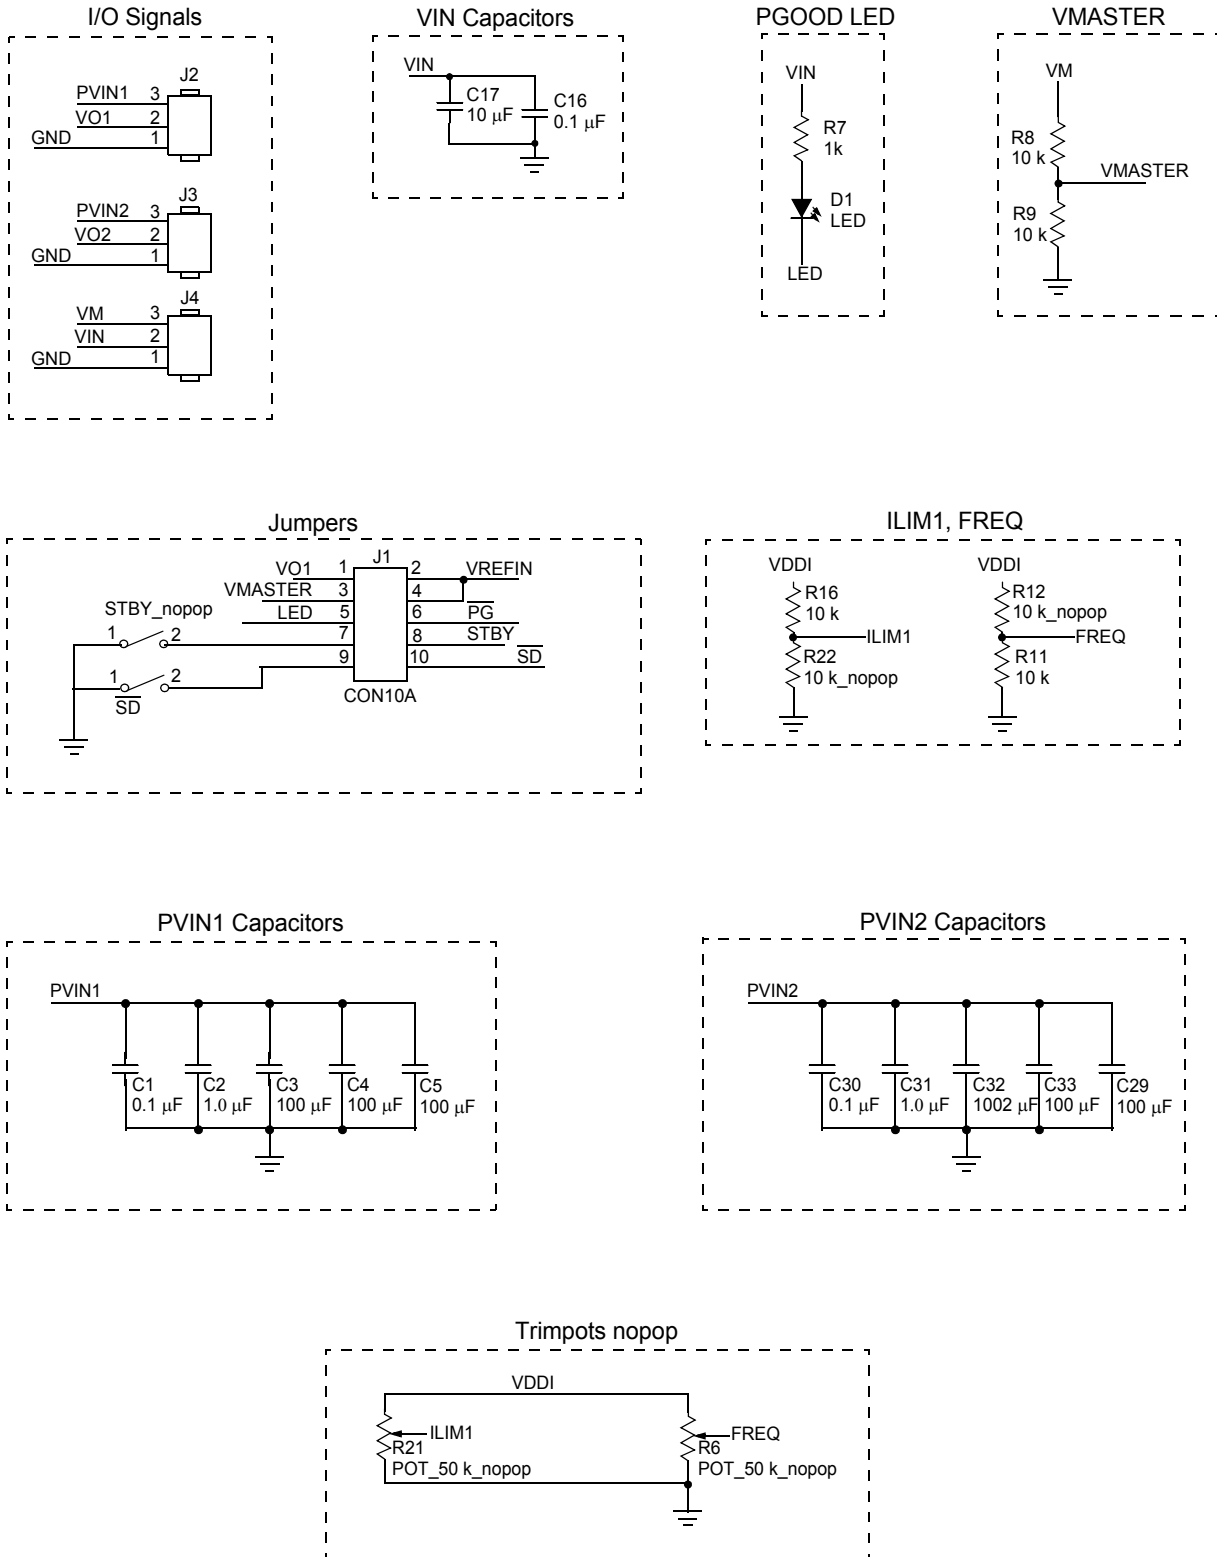 I/O Signals
J2
PVIN1 3
VO1 2
GND 1
J3
PVIN2 3
VO2 2
GND 1
J4
VM 3
VIN 2
GND 1
VIN Capacitors
VIN
C17
10 μF
C16
0.1 μF
PGOOD LED
VIN
R7
1k
D1
LED
LED
VMASTER
VM
R8
10 k
VMASTER
R9
10 k
Jumpers
J1
VO1 1 2 VREFIN
VMASTER 3 4
LED 5 6 PG
STBY_nopop
1 2 7 8 STBY
9 10 SD
1 2
SD
CON10A
ILIM1, FREQ
VDDI
R16
10 k
ILIM1
R22
10 k_nopop
VDDI
R12
10 k_nopop
FREQ
R11
10 k
PVIN1 Capacitors
PVIN1
C1 C2 C3 C4 C5
0.1 μF 1.0 μF 100 μF 100 μF 100 μF
PVIN2 Capacitors
PVIN2
C30 C31 C32 C33 C29
0.1 μF 1.0 μF 1002 μF 100 μF 100 μF
Trimpots nopop
VDDI
ILIM1
R21
POT_50 k_nopop
FREQ
R6
POT_50 k_nopop